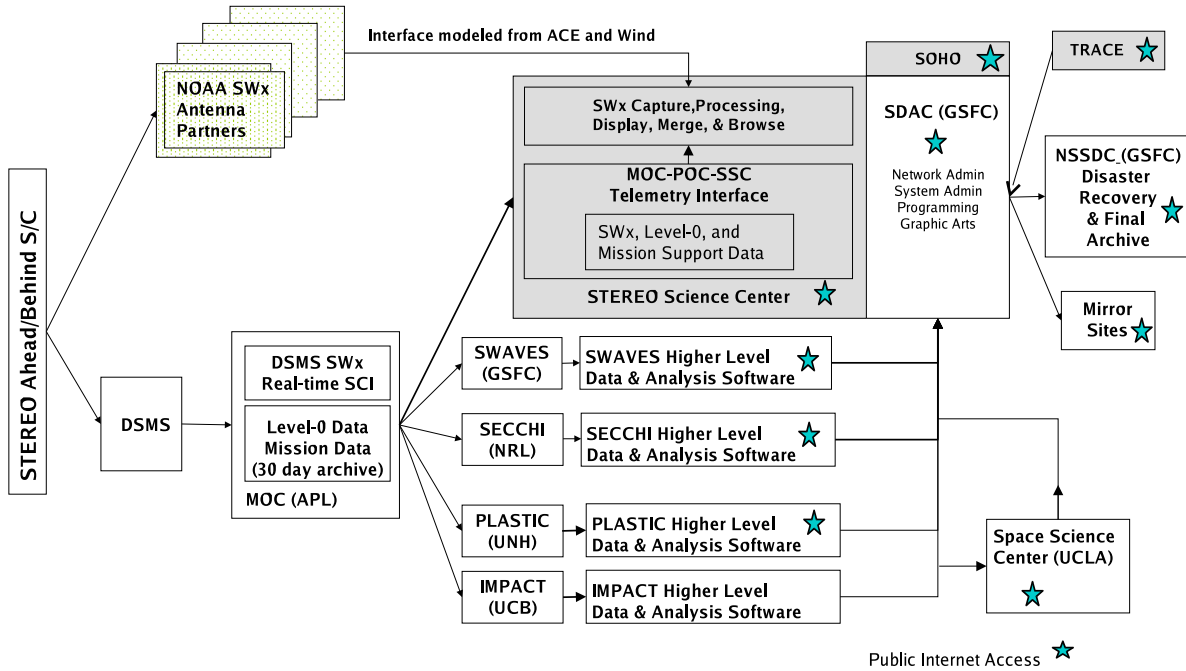 Interface modeled from ACE and Wind
NOAA SWx
Antenna
Partners
SOHO
TRACE
SWx Capture,Processing,
Display, Merge, & Browse
SDAC (GSFC)
Network Admin
System Admin
Programming
Graphic Arts
NSSDC_(GSFC)
Disaster
Recovery
& Final
Archive
MOC-POC-SSC
Telemetry Interface
SWx, Level-0, and
Mission Support Data
STEREO Science Center
Mirror
Sites
STEREO Ahead/Behind S/C
DSMS
DSMS SWx
Real-time SCI
Level-0 Data
Mission Data
(30 day archive)
MOC (APL)
SWAVES
(GSFC)
SWAVES Higher Level
Data & Analysis Software
SECCHI
(NRL)
SECCHI Higher Level
Data & Analysis Software
PLASTIC
(UNH)
PLASTIC Higher Level
Data & Analysis Software
IMPACT
(UCB)
IMPACT Higher Level
Data & Analysis Software
Space Science
Center (UCLA)
Public Internet Access